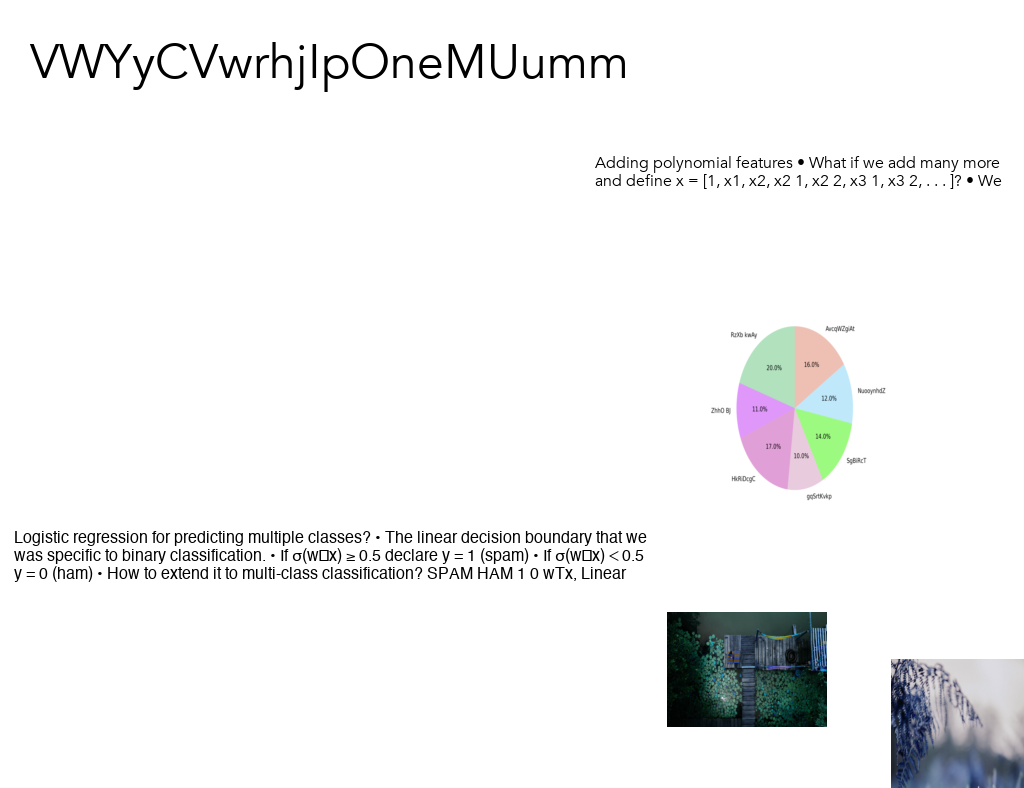 VWYyCVwrhjIpOneMUumm
Adding polynomial features • What if we add many more
and define x = [1, x1, x2, x2 1, x2 2, x3 1, x3 2, . . . ]? • We
RzXb kwAy
AvcqWZgiAt
20.0%
16.0%
NuooynhdZ
12.0%
ZhhO BJ
11.0%
14.0%
17.0%
10.0%
SgBIRcT
HkRiDcgC
gqSrtKvkp
Logistic regression for predicting multiple classes? • The linear decision boundary that we
was specific to binary classification. • If σ(w□x) ≥ 0.5 declare y = 1 (spam) • If σ(w□x) < 0.5
y = 0 (ham) • How to extend it to multi-class classification? SPAM HAM 1 0 wTx, Linear